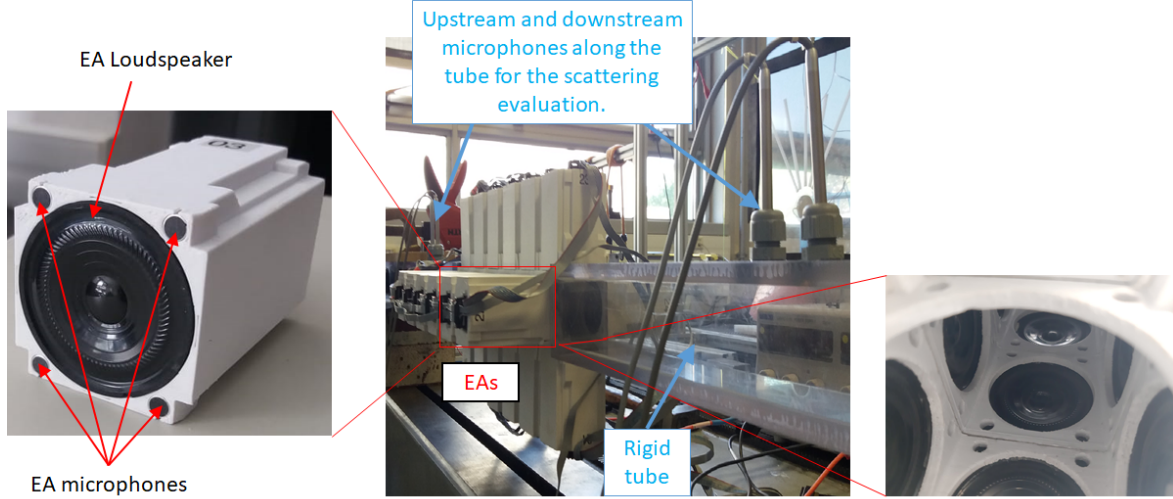 EA Loudspeaker
Upstream and downstream
microphones along the
tube for the scattering
evaluation.
03
EAs
Rigid
tube
EA microphones